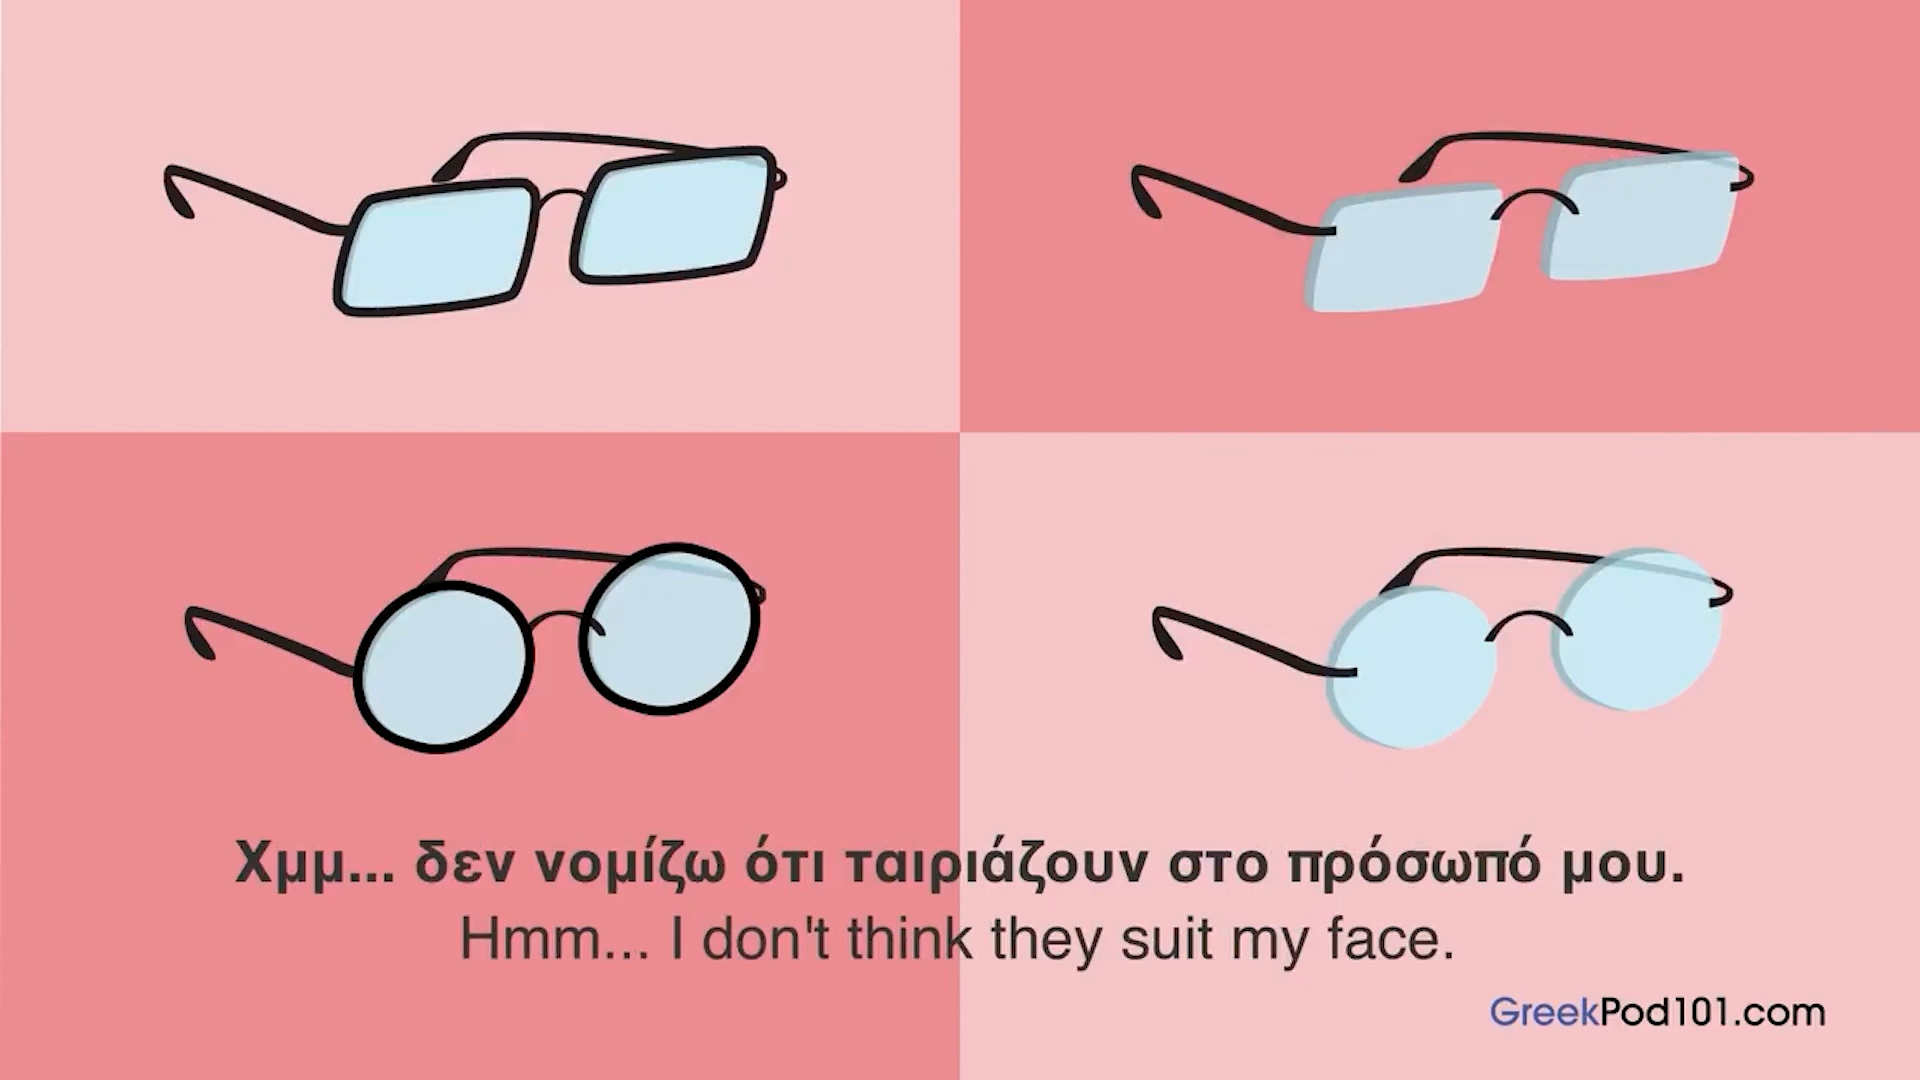 Χμμ... δεν νομίζω ότι ταιριάζουν στο πρόσωπό μου.
Hmm... I don't think they suit my face.
GreekPod101.com